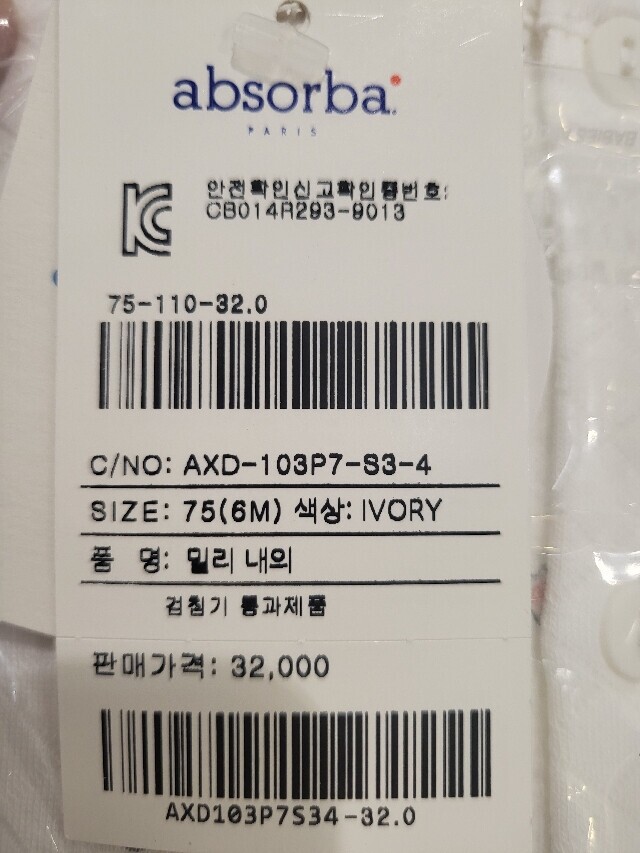 absorba.
PARIS
안전확인신고확인증번호:
CB014R293-9013
75-110-32.0
C/NO: AXD-103P7-S3-4
SIZE: 75(6M) 색상: IVORY
품 명: 밀리 내의
검침기 통과제품
판매가격: 32,000
AXD103P7S34-32.0